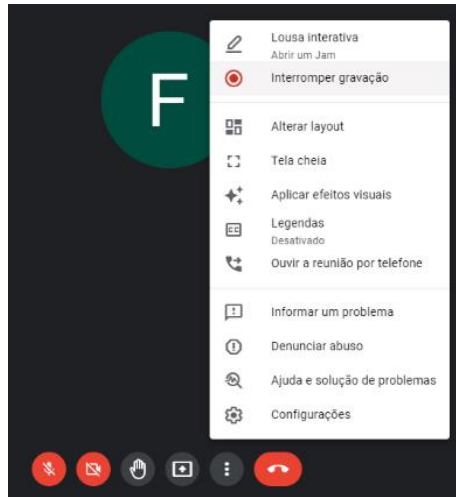 F
Lousa interativa
Abrir um Jam
Interromper gravação
Alterar layout
Tela cheia
Aplicar efeitos visuais
CC
Legendas
Desativado
Ouvir a reunião por telefone
Informar um problema
Denunciar abuso
Ajuda e solução de problemas
Configurações